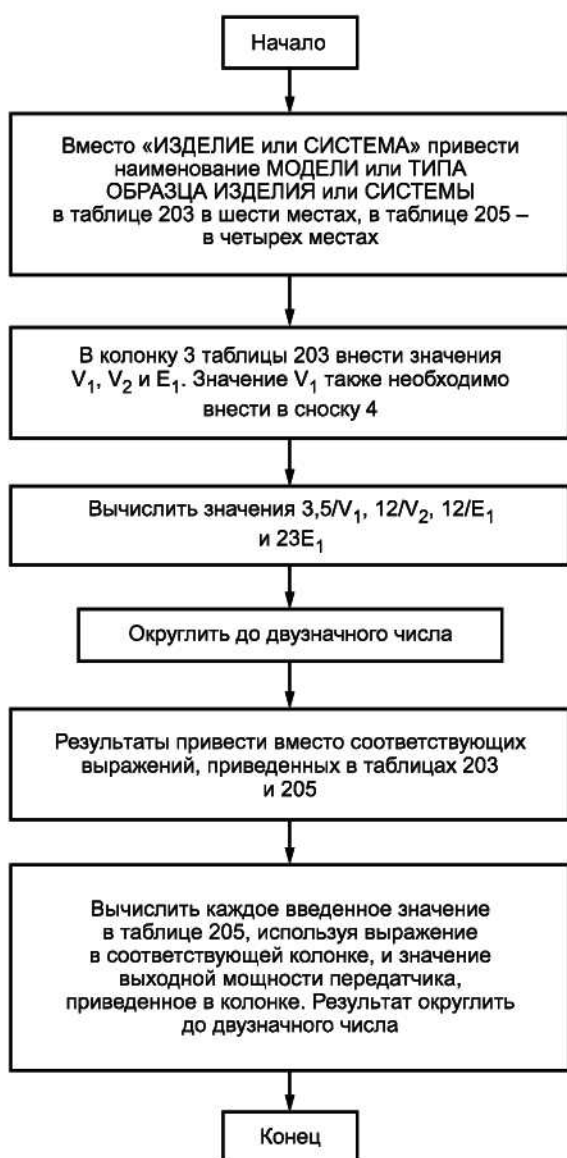 Начало
Вместо «ИЗДЕЛИЕ или СИСТЕМА» привести
наименование МОДЕЛИ или ТИПА
ОБРАЗЦА ИЗДЕЛИЯ или СИСТЕМЫ
в таблице 203 в шести местах, в таблице 205 –
в четырех местах
В колонку 3 таблицы 203 внести значения
V₁, V₂ и E₁. Значение V₁ также необходимо
внести в сноску 4
Вычислить значения 3,5/V₁, 12/V₂, 12/E₁
и 23E₁
Округлить до двузначного числа
Результаты привести вместо соответствующих
выражений, приведенных в таблицах 203
и 205
Вычислить каждое введенное значение
в таблице 205, используя выражение
в соответствующей колонке, и значение
выходной мощности передатчика,
приведенное в колонке. Результат округлить
до двузначного числа
Конец